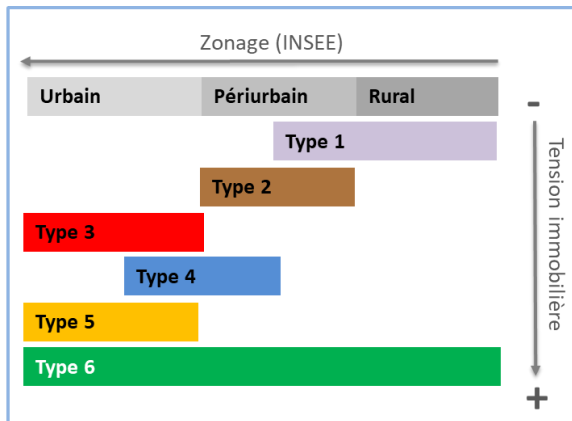 Zonage (INSEE)
Urbain Périurbain Rural
-
Type 1
Type 2
Type 3
Type 4
Type 5
Type 6
Tension immobilière
+